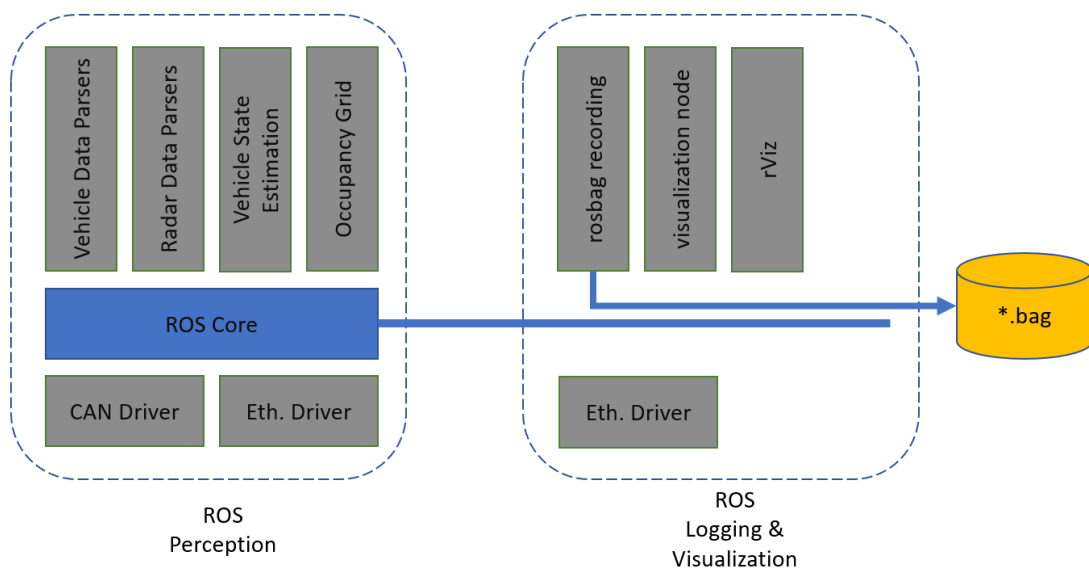 Vehicle Data Parsers
Radar Data Parsers
Vehicle State
Estimation
Occupancy Grid
ROS Core
CAN Driver
Eth. Driver
ROS
Perception
rosbag recording
visualization node
rViz
Eth. Driver
ROS
Logging &
Visualization
*.bag